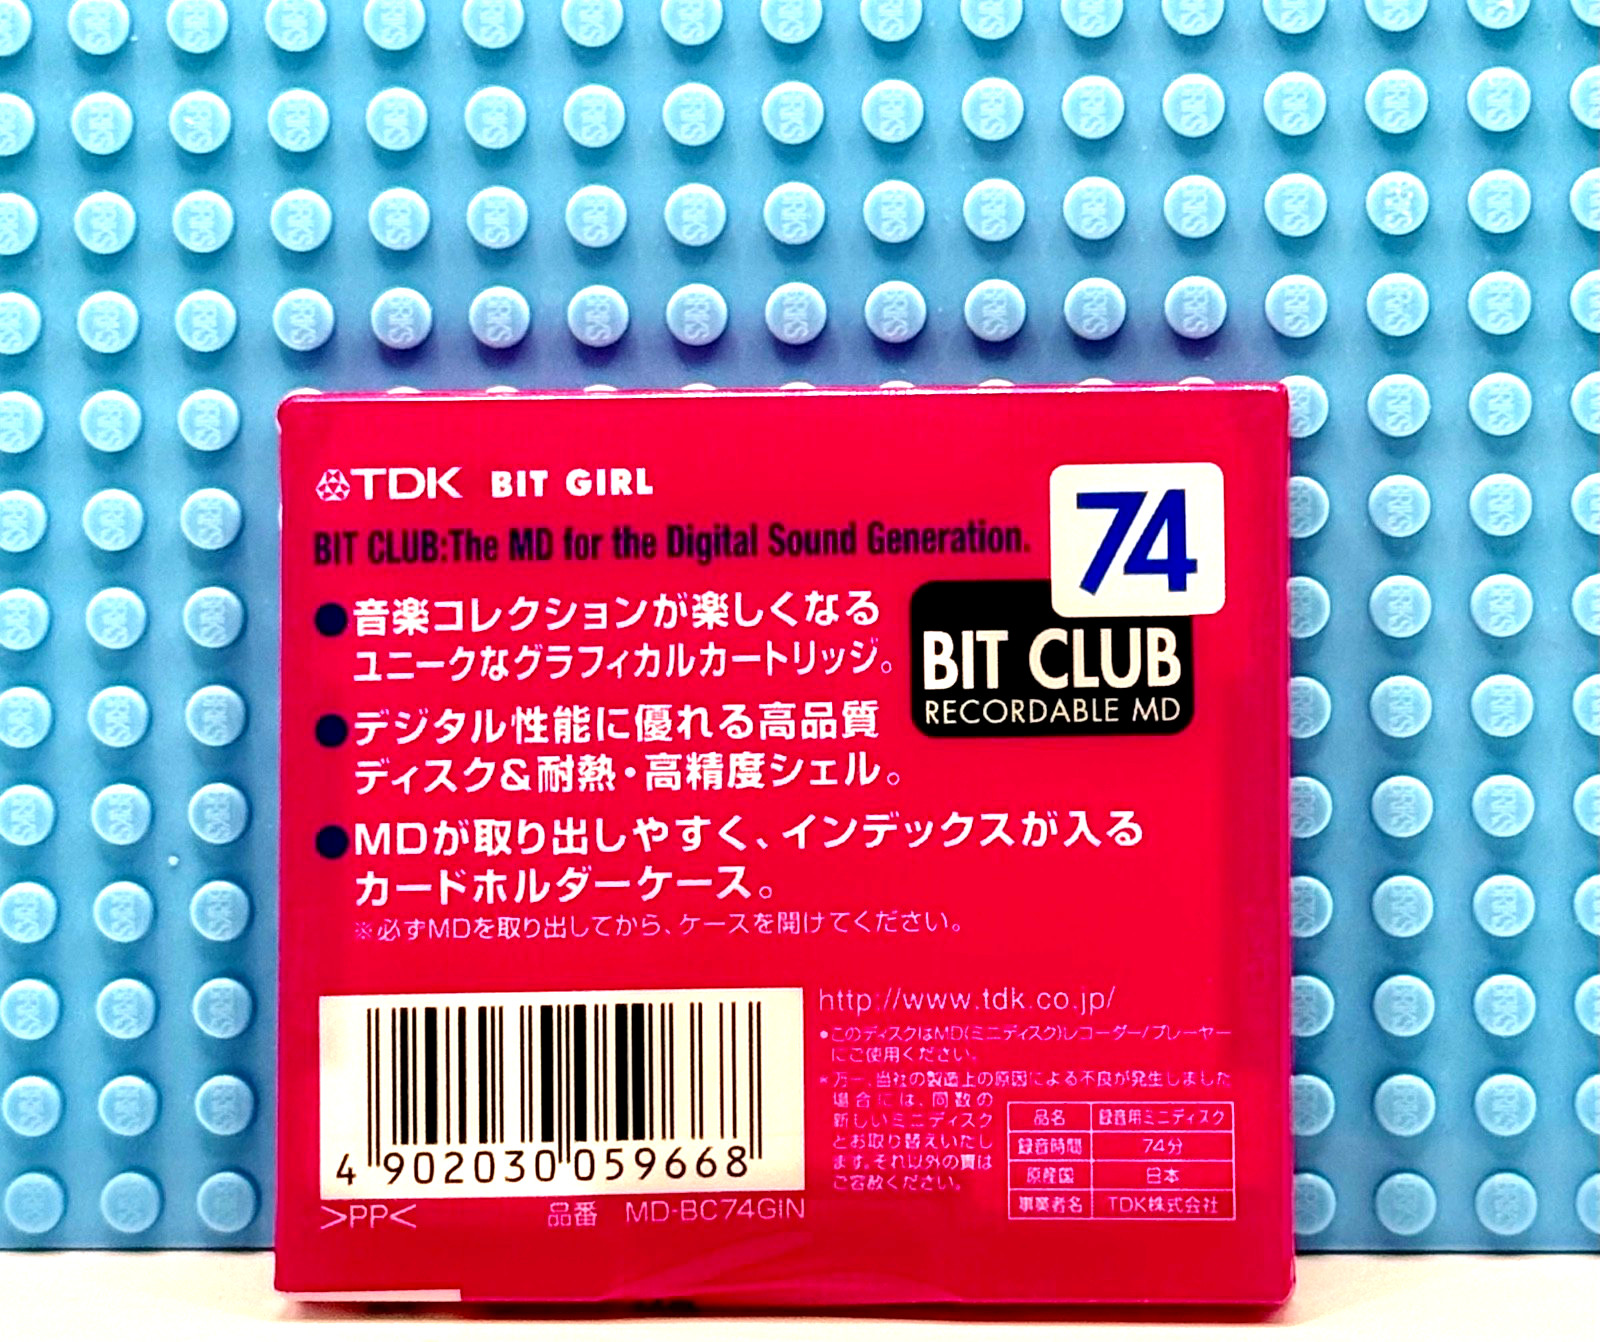 TDK BIT GIRL
74
BIT CLUB:The MD for the Digital Sound Generation.
BIT CLUB
RECORDABLE MD
●音楽コレクションが楽しくなる
ユニークなグラフィカルカートリッジ。
●デジタル性能に優れる高品質
ディスク&耐熱・高精度シェル。
●MDが取り出しやすく、インデックスが入る
カードホルダーケース。
※必ずMDを取り出してから、ケースを開けてください。
4 902030 059668
>PP<
品番 MD-BC74GIN
http://www.tdk.co.jp/
●このディスクはMD(ミニディスク)レコーダー/プレーヤー
にご使用ください。
*万一、当社の製造上の原因による不良が発生しました
場合には、同数の
新しいミニディスク
とお取り替えいたし
ます。それ以外の責は
ご容赦ください。
品名 録音用ミニディスク
録音時間 74分
原産国 日本
事業者名 TDK株式会社